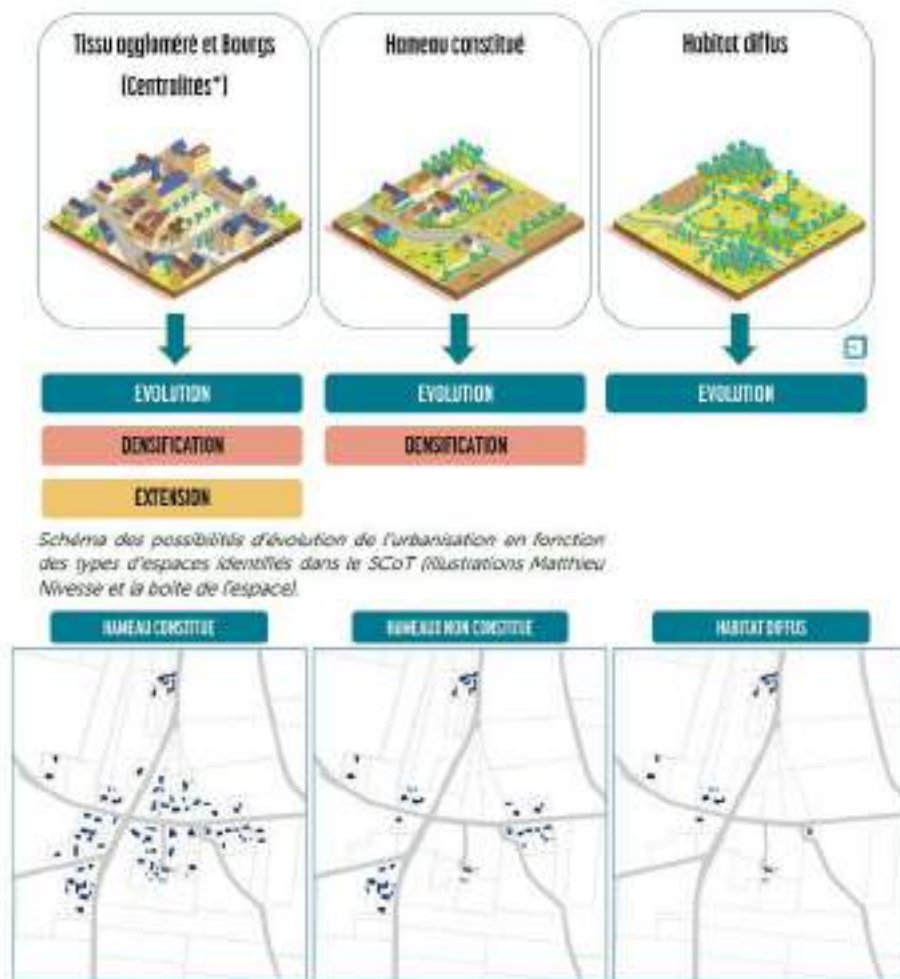 Tissu aggloméré et Bourgs
(Centralités*)
Hameau constitué
Habitat diffus
EVOLUTION
EVOLUTION
EVOLUTION
DENSIFICATION
DENSIFICATION
EXTENSION
Schéma des possibilités d'évolution de l'urbanisation en fonction
des types d'espaces identifiés dans le SCoT (illustrations Matthieu
Nivesse et la boite de l'espace).
HAMEAU CONSTITUE
HAMEAUX NON CONSTITUE
HABITAT DIFFUS